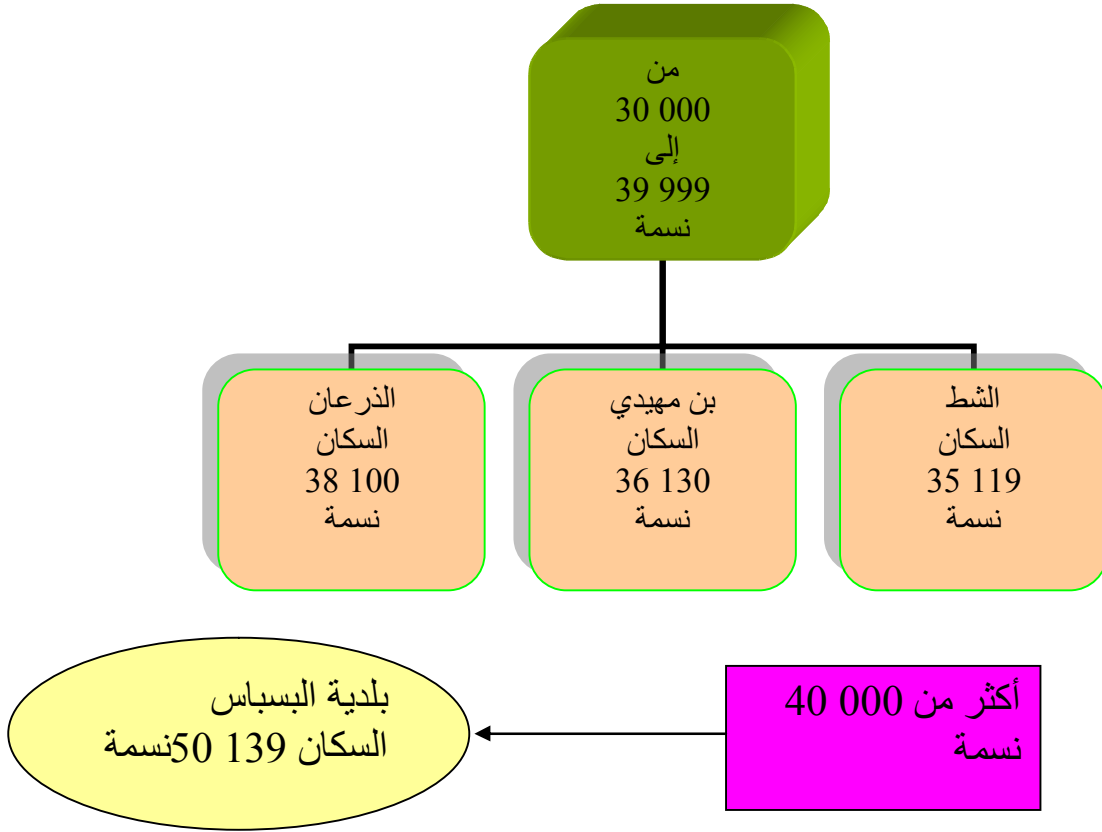 من
30 000
إلى
39 999
نسمة
الشط
السكان
35 119
نسمة
بن مهيدي
السكان
36 130
نسمة
الذرعان
السكان
38 100
نسمة
أكثر من 000 40
نسمة
بلدية البسباس
السكان 139 50نسمة